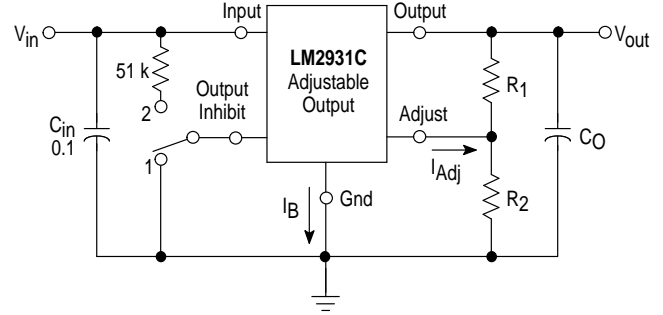 Vin
Input
Output
Vout
LM2931C
Adjustable
Output
51 k
R1
2
Output
Inhibit
Adjust
Cin
0.1
CO
1
IAdj
IB
Gnd
R2